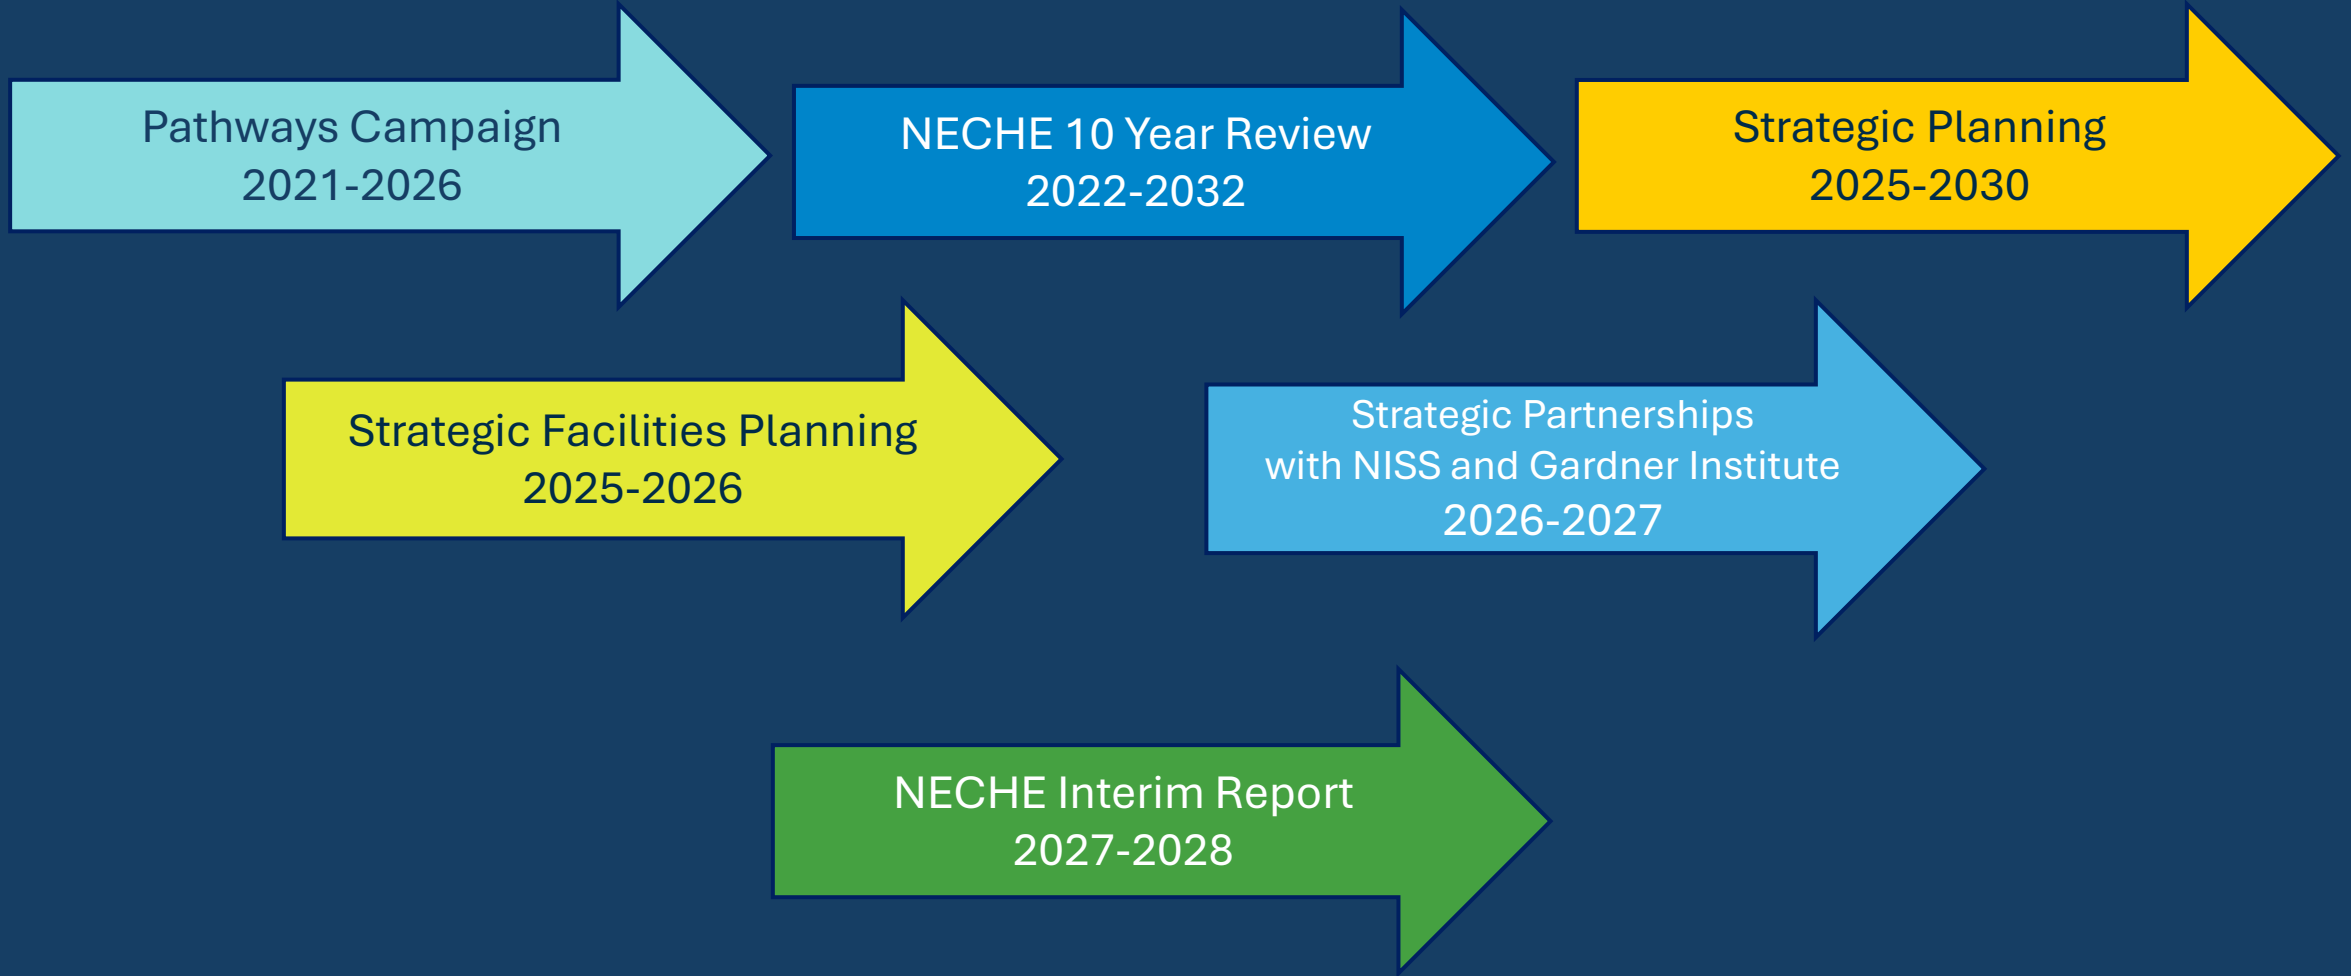 Pathways Campaign
2021-2026
NECHE 10 Year Review
2022-2032
Strategic Planning
2025-2030
Strategic Facilities Planning
2025-2026
Strategic Partnerships
with NISS and Gardner Institute
2026-2027
NECHE Interim Report
2027-2028